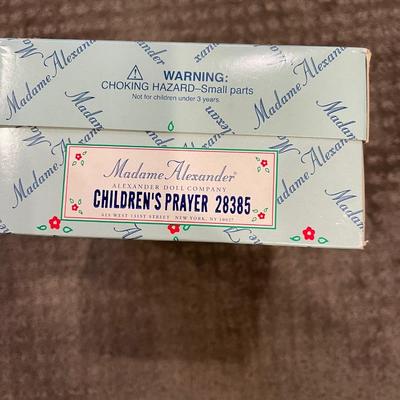 Madame Alexander
⚠ WARNING:
CHOKING HAZARD–Small parts
Not for children under 3 years.
Madame Alexander
Madame Alexander®
ALEXANDER DOLL COMPANY
CHILDREN'S PRAYER 28385
615 WEST 131ST STREET NEW YORK, NY 10027
Madame Alexander